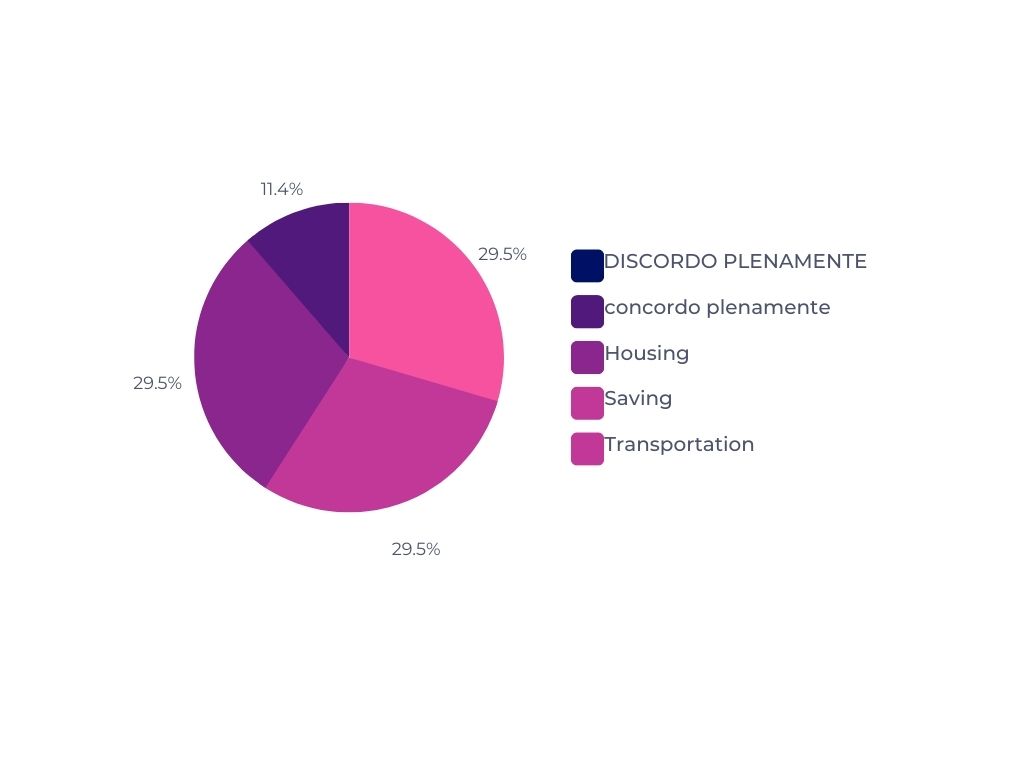 11.4%
29.5%
29.5%
29.5%
DISCORDO PLENAMENTE
concordo plenamente
Housing
Saving
Transportation